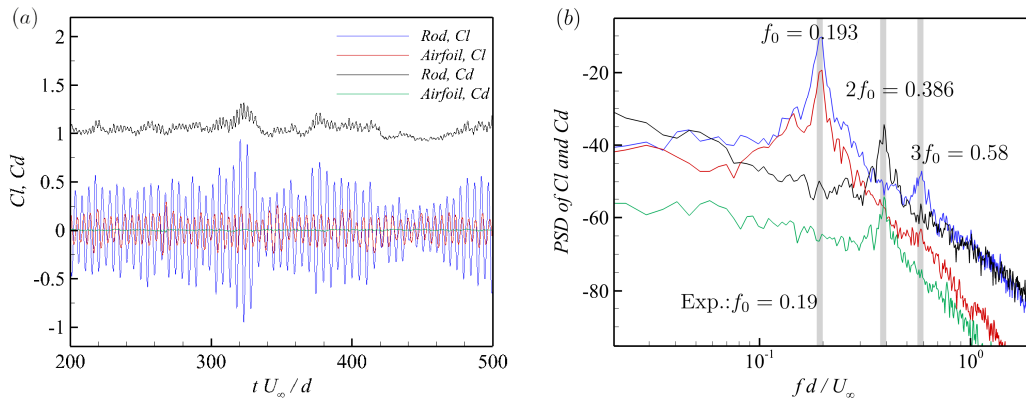 (a)
2
1.5
1
0.5
0
-0.5
-1
Cl, Cd
200
300
400
500
t U∞ / d
Rod, Cl
Airfoil, Cl
Rod, Cd
Airfoil, Cd
(b)
-20
-40
-60
-80
PSD of Cl and Cd
10⁻¹
10⁰
f d / U∞
f₀ = 0.193
2f₀ = 0.386
3f₀ = 0.58
Exp.:f₀ = 0.19